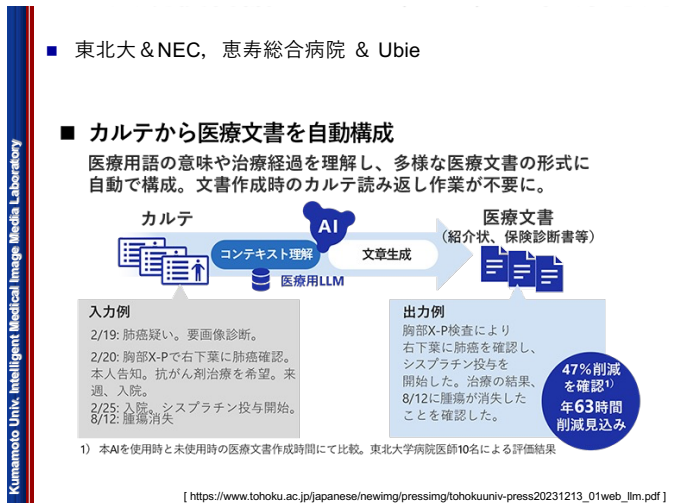 Kumamoto Univ. Intelligent Medical Image Media Laboratory
■ 東北大&NEC，恵寿総合病院 & Ubie
■ カルテから医療文書を自動構成
医療用語の意味や治療経過を理解し、多様な医療文書の形式に
自動で構成。文書作成時のカルテ読み返し作業が不要に。
カルテ
AI
医療文書
(紹介状、保険診断書等)
コンテキスト理解
文章生成
医療用LLM
入力例
2/19: 肺癌疑い。要画像診断。
2/20: 胸部X-Pで右下葉に肺癌確認。
本人告知。抗がん剤治療を希望。来
週、入院。
2/25: 入院。シスプラチン投与開始。
8/12: 腫瘍消失
出力例
胸部X-P検査により
右下葉に肺癌を確認し、
シスプラチン投与を
開始した。治療の結果、
8/12に腫瘍が消失した
ことを確認した。
47%削減
を確認1)
年63時間
削減見込み
1) 本AIを使用時と未使用時の医療文書作成時間にて比較。東北大学病院医師10名による評価結果
[ https://www.tohoku.ac.jp/japanese/newimg/pressimg/tohokuuniv-press20231213_01web_llm.pdf ]